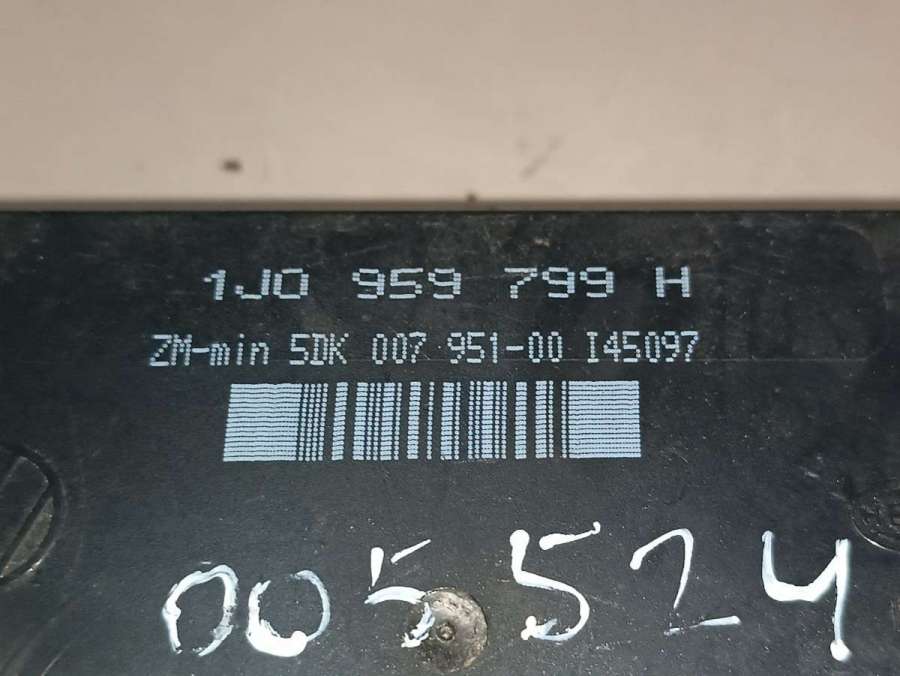 1J0 959 799 H
ZM-min 5DK 007 951-00 I45097
005524